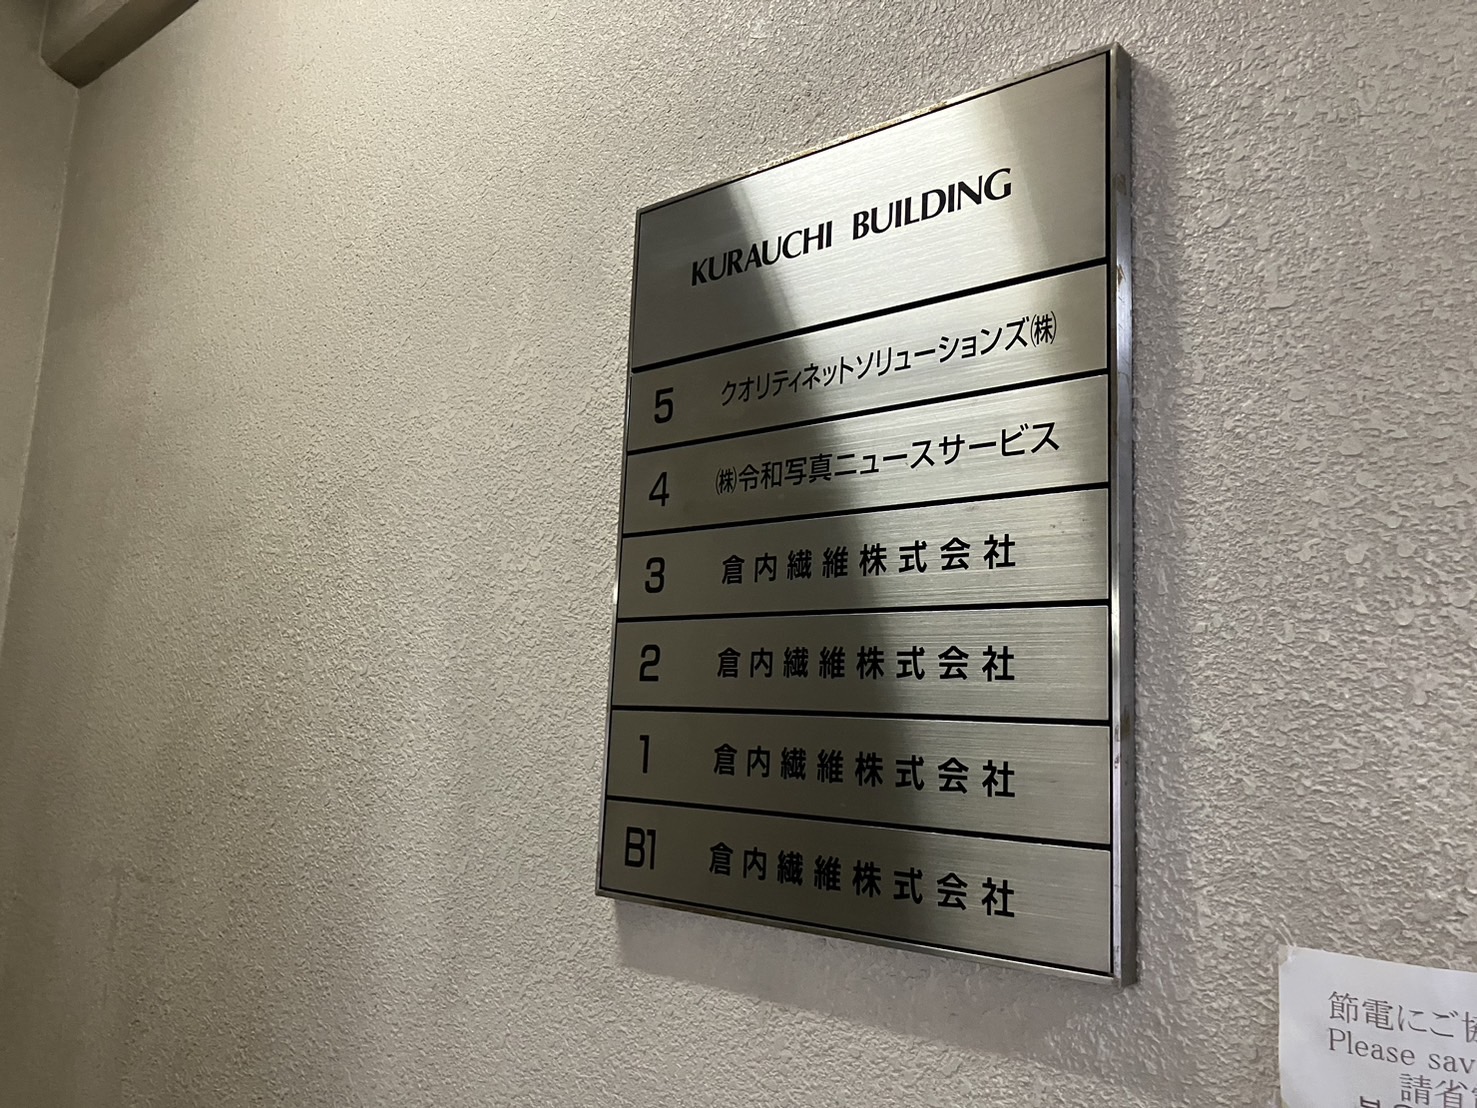 KURAUCHI BUILDING
5 クオリティネットソリューションズ㈱
4 ㈱令和写真ニュースサービス
3 倉内繊維株式会社
2 倉内繊維株式会社
1 倉内繊維株式会社
B1 倉内繊維株式会社
節電にご
Please
請省